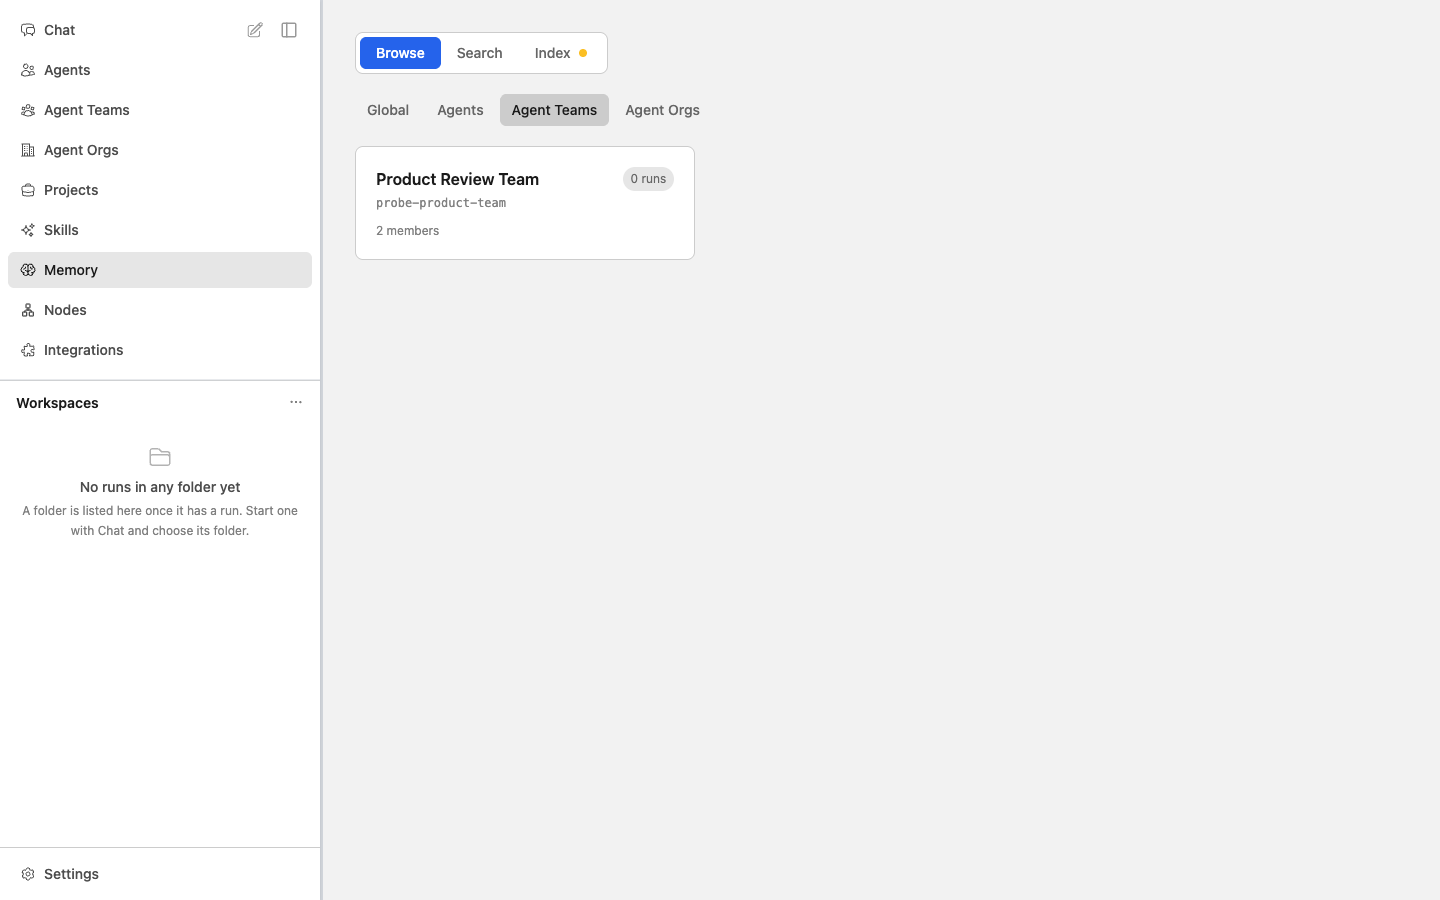 Chat
Agents
Agent Teams
Agent Orgs
Projects
Skills
Memory
Nodes
Integrations
Workspaces
No runs in any folder yet
A folder is listed here once it has a run. Start one
with Chat and choose its folder.
Settings
Browse Search Index
Global Agents Agent Teams Agent Orgs
Product Review Team 0 runs
probe-product-team
2 members